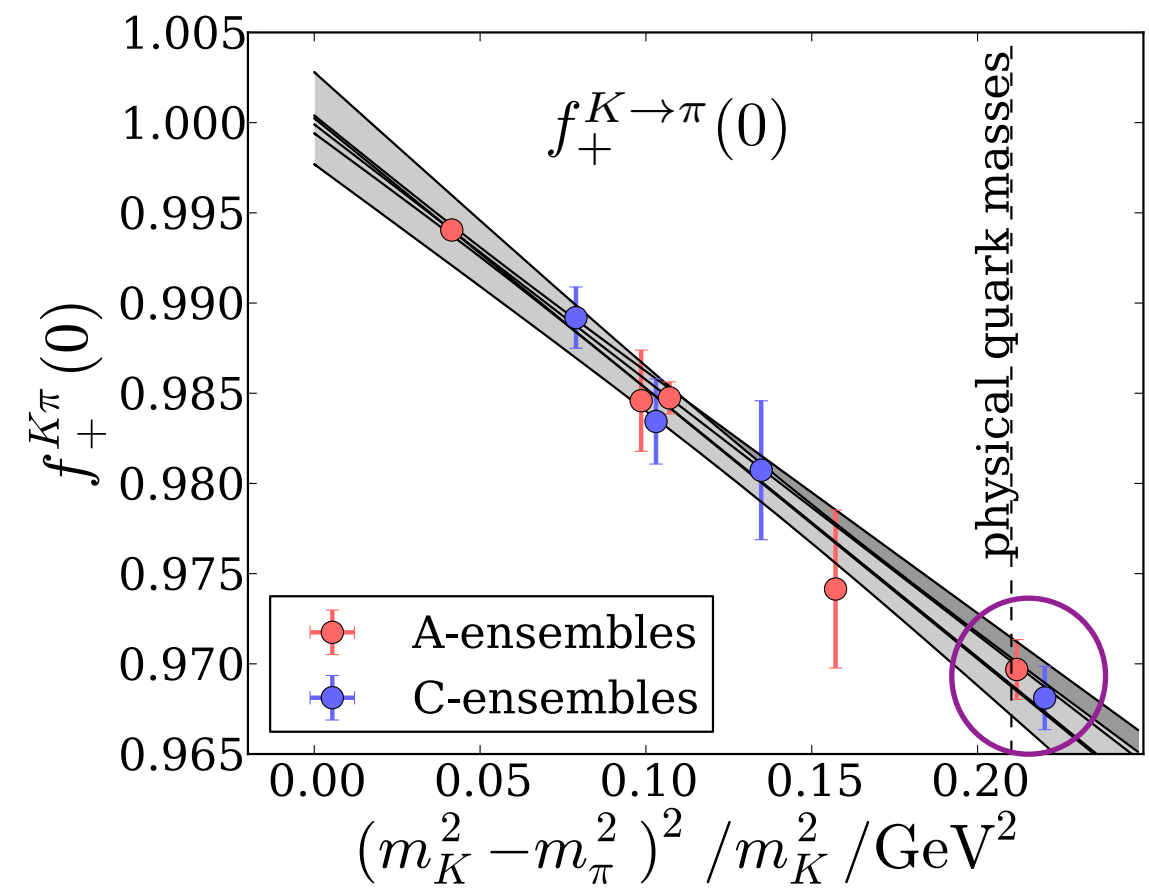 1.005
1.000
0.995
0.990
0.985
0.980
0.975
0.970
0.965
f₊^{Kπ}(0)
f₊^{K→π}(0)
physical quark masses
A-ensembles
C-ensembles
0.00 0.05 0.10 0.15 0.20
(m_K^2 − m_π^2)^2 / m_K^2 /GeV^2